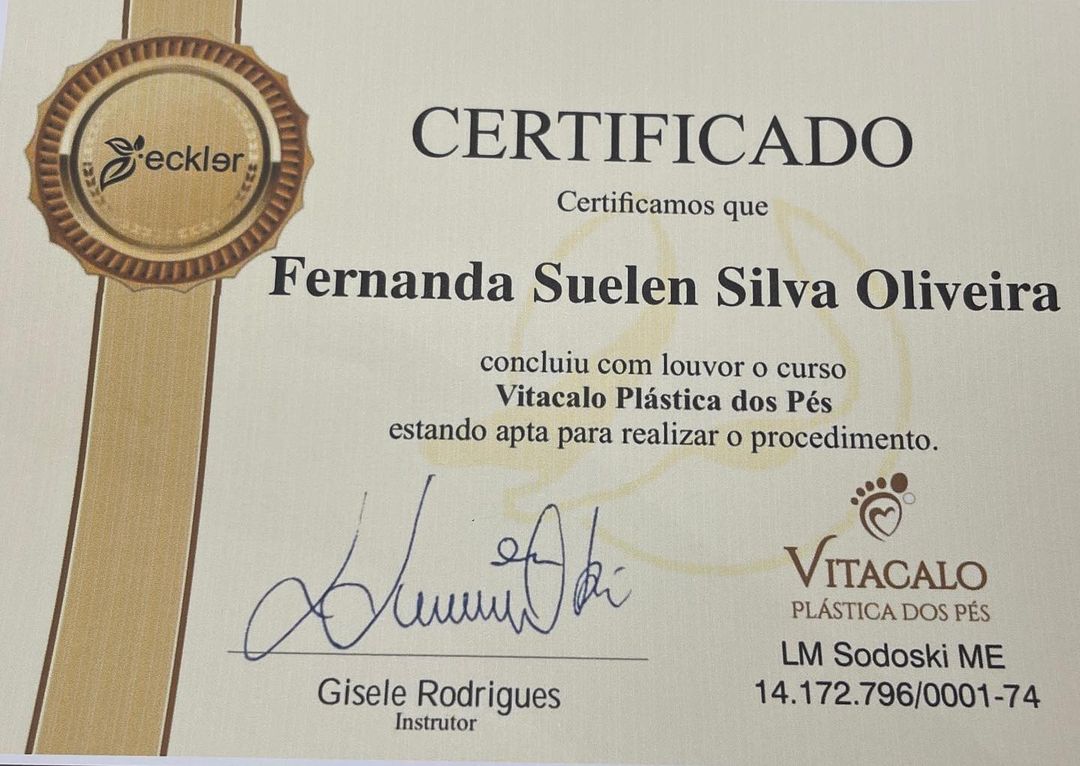 eckler
CERTIFICADO
Certificamos que
Fernanda Suelen Silva Oliveira
concluiu com louvor o curso
Vitacalo Plástica dos Pés
estando apta para realizar o procedimento.
Gisele Rodrigues
Instrutor
VITACALO
PLÁSTICA DOS PÉS
LM Sodoski ME
14.172.796/0001-74